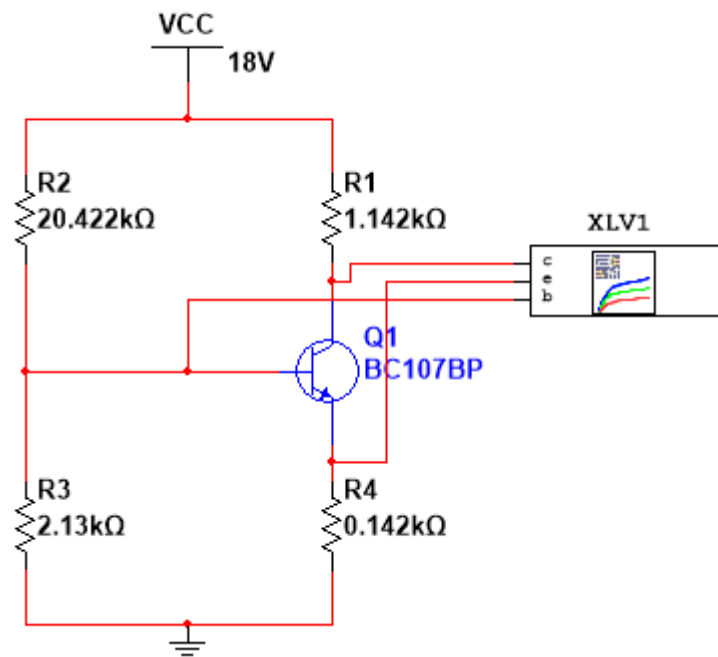 VCC
18V
R2
20.422kΩ
R1
1.142kΩ
XLV1
c
e
b
Q1
BC107BP
R3
2.13kΩ
R4
0.142kΩ